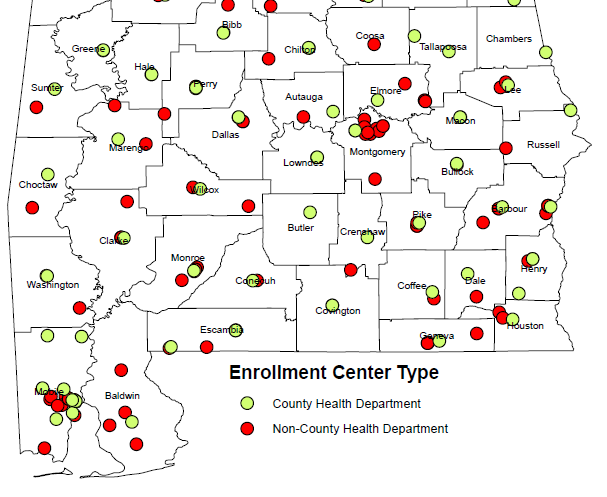 Bibb
Coosa
Chambers
Greene
Chilton
Tallapoosa
Hale
Sumter
Perry
Autauga
Elmore
Lee
Macon
Dallas
Marengo
Montgomery
Russell
Lowndes
Bullock
Choctaw
Wilcox
Barbour
Pike
Butler
Crenshaw
Clarke
Monroe
Henry
Conecuh
Dale
Washington
Coffee
Covington
Houston
Escambia
Geneva
Enrollment Center Type
Mobile
Baldwin
County Health Department
Non-County Health Department